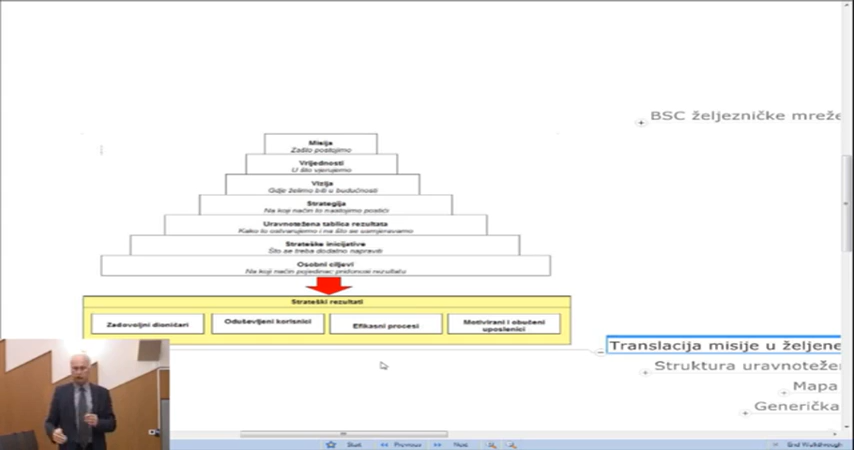 BSC željezničke mreže
Misija
Zašto postojimo
Vrijednosti
U što vjerujemo
Vizija
Gdje želimo biti u budućnosti
Strategija
Na koji način to nastojimo postići
Uravnotežena tablica rezultata
Kako to ostvarujemo i na što se usmjeravamo
Strateške inicijative
Što se treba dodatno napraviti
Osobni ciljevi
Na koji način pojedinac pridonosi rezultatu
Strateški rezultati
Zadovoljni dioničari
Oduševljeni korisnici
Efikasni procesi
Motivirani i obučeni
uposlenici
Translacija misije u željene
Struktura uravnotežen
Mapa
Generička
Start
Previous
Next
End Walkthrough